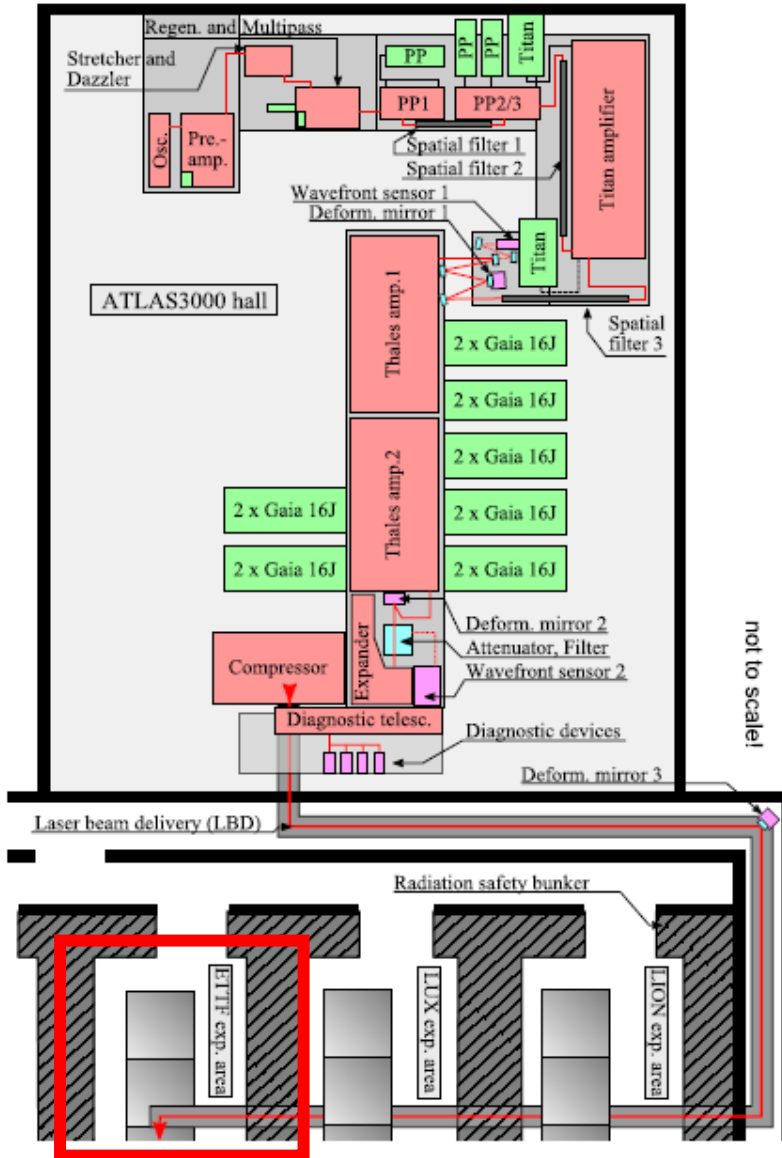 Regen. and Multipass
Stretcher and
Dazzler
PP
PP
PP
Titan
PP1
PP2/3
Osc.
Pre.-
amp.
Spatial filter 1
Spatial filter 2
Titan amplifier
Wavefront sensor 1
Deform. mirror 1
Titan
ATLAS3000 hall
Thales amp.1
Spatial
filter 3
2 x Gaia 16J
2 x Gaia 16J
Thales amp.2
2 x Gaia 16J
2 x Gaia 16J
2 x Gaia 16J
2 x Gaia 16J
2 x Gaia 16J
Deform. mirror 2
Attenuator, Filter
Expander
Compressor
Wavefront sensor 2
not to scale!
Diagnostic telesc.
Diagnostic devices
Deform. mirror 3
Laser beam delivery (LBD)
Radiation safety bunker
ETTF exp. area
LUX exp. area
LION exp. area